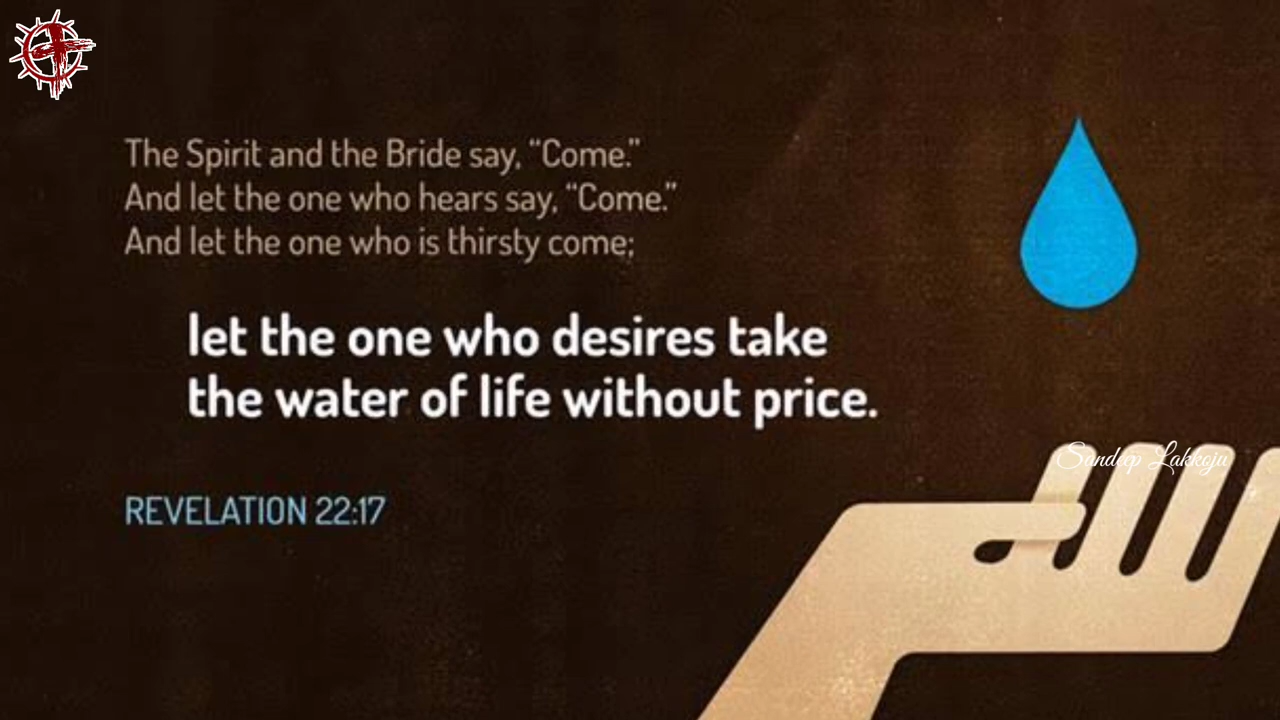 The Spirit and the Bride say, “Come.”
And let the one who hears say, “Come.”
And let the one who is thirsty come;
let the one who desires take
the water of life without price.
Sandeep Lakkoju
REVELATION 22:17